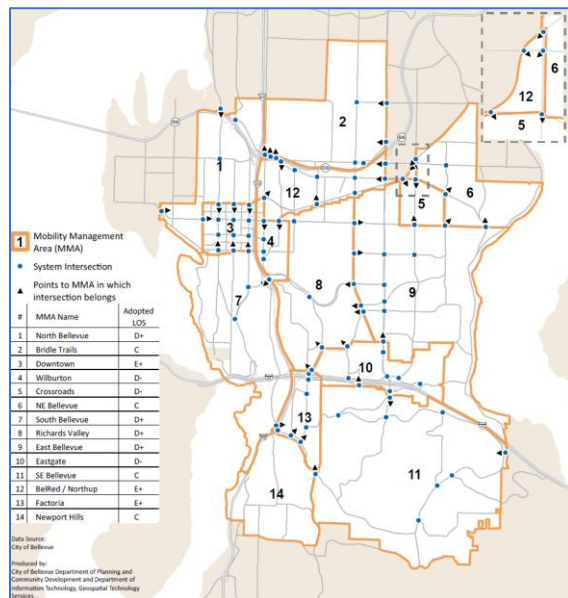 6
12
5
2
1
12
6
5
3
4
8
7
9
10
13
11
14
1 Mobility Management
Area (MMA)
System Intersection
Points to MMA in which
intersection belongs
# MMA Name Adopted
LOS
1 North Bellevue D+
2 Bridle Trails C
3 Downtown E+
4 Wilburton D-
5 Crossroads D-
6 NE Bellevue C
7 South Bellevue D+
8 Richards Valley D+
9 East Bellevue D+
10 Eastgate D-
11 SE Bellevue C
12 BelRed / Northup E+
13 Factoria E+
14 Newport Hills C
Data Source:
City of Bellevue
Produced by:
City of Bellevue Department of Planning and
Community Development and Department of
Information Technology, Geospatial Technology
Services.